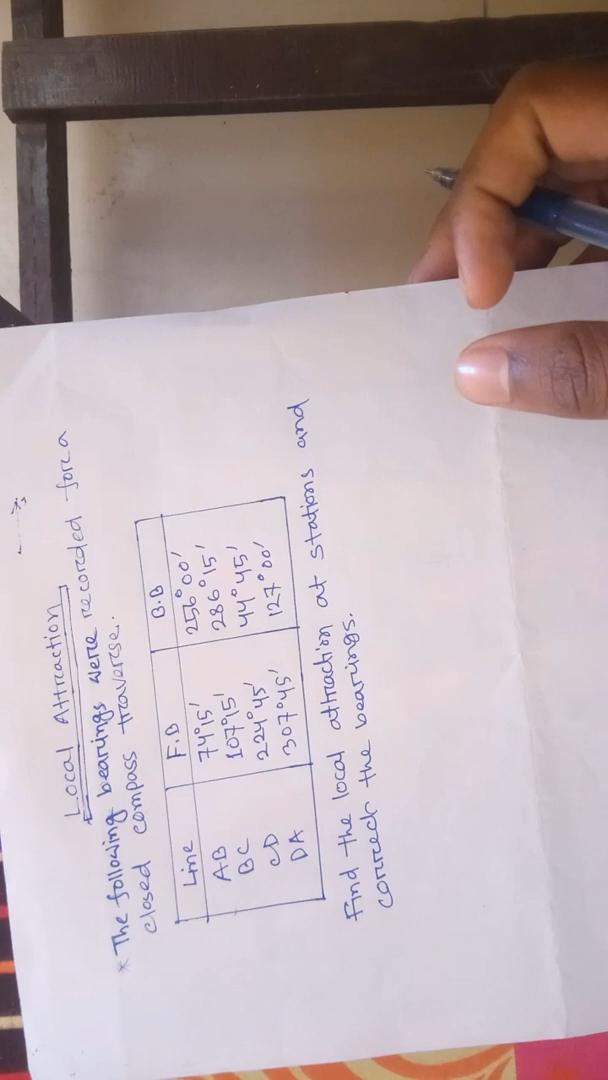 Local Attraction
* The following bearings were recorded for a
closed compass traverse.
Line F.B B.B
AB 74°15' 256°00'
BC 107°15' 286°15'
CD 224°45' 44°45'
DA 307°45' 127°00'
Find the local attraction at stations and
correct the bearings.